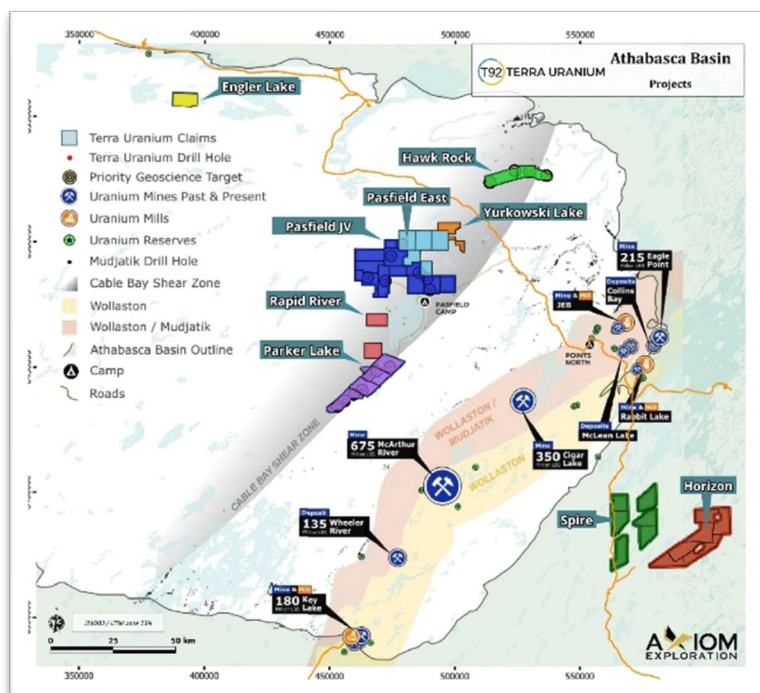 350000 400000 450000 500000 550000
T92 TERRA URANIUM
Athabasca Basin
Projects
Engler Lake
Terra Uranium Claims
Terra Uranium Drill Hole
Priority Geoscience Target
Uranium Mines Past & Present
Uranium Mills
Uranium Reserves
Mudjatik Drill Hole
Cable Bay Shear Zone
Wollaston
Wollaston / Mudjatik
Athabasca Basin Outline
Camp
Roads
Hawk Rock
Pasfield East
Yurkowski Lake
Pasfield JV
PASFIELD
CAMP
Rapid River
Parker Lake
CABLE BAY SHEAR ZONE
Mine
215 Eagle
Point
Deposits
Collins
Bay
Mine & Mill
JEB
POINTS
NORTH
Mine & Mill
Rabbit Lake
Deposits
McLean Lake
WOLLASTON /
MUDJATIK
WOLLASTON
Mine
675 McArthur
River
Mine
350 Cigar
Lake
Deposit
135 Wheeler
River
Mine & Mill
180 Key
Lake
Spire
Horizon
0 25 50 km
AXIOM
EXPLORATION
350000 400000 450000 500000 550000